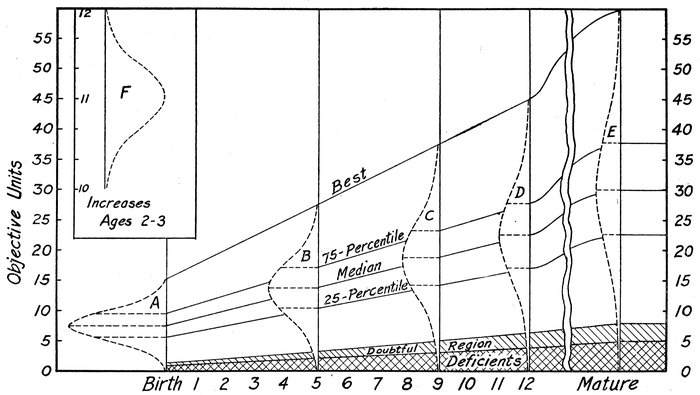 12
11
10
F
Increases
Ages 2-3
Objective Units
55
50
45
40
35
30
25
20
15
10
5
0
55
50
45
40
35
30
25
20
15
10
5
0
Best
A
B
C
D
E
75-Percentile
Median
25-Percentile
Doubtful Region
Deficients
Birth 1 2 3 4 5 6 7 8 9 10 11 12 Mature